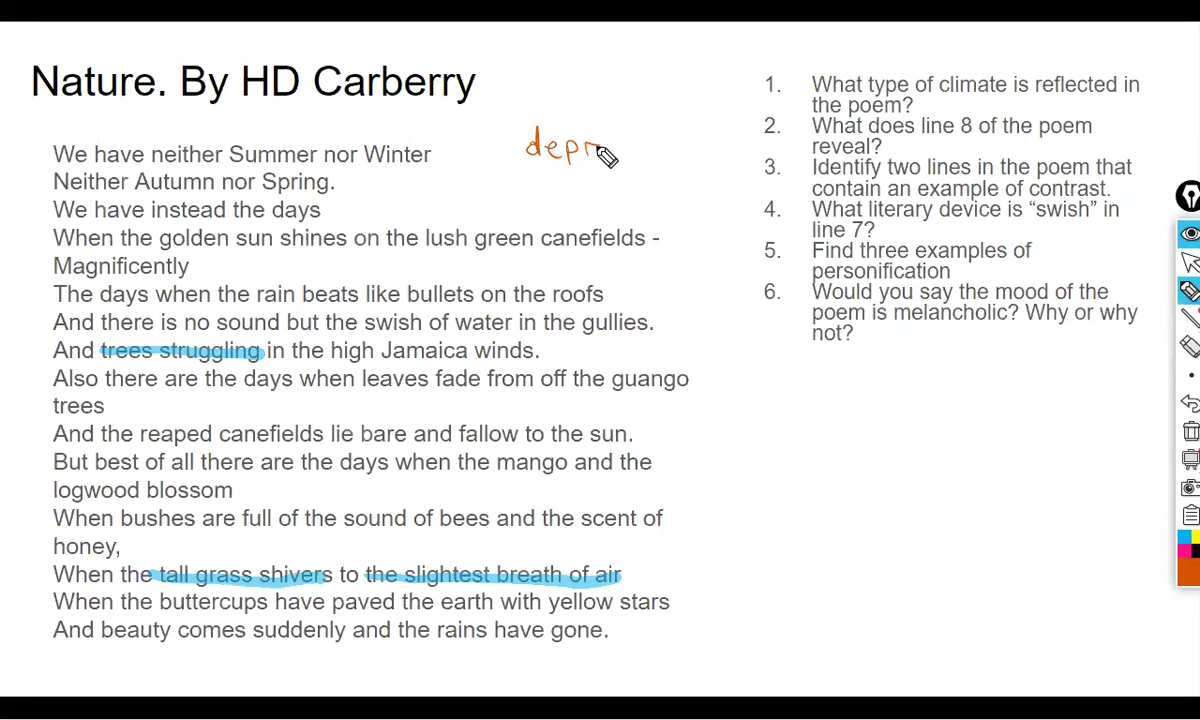 Nature. By HD Carberry
depr
We have neither Summer nor Winter
Neither Autumn nor Spring.
We have instead the days
When the golden sun shines on the lush green canefields -
Magnificently
The days when the rain beats like bullets on the roofs
And there is no sound but the swish of water in the gullies.
And trees struggling in the high Jamaica winds.
Also there are the days when leaves fade from off the guango
trees
And the reaped canefields lie bare and fallow to the sun.
But best of all there are the days when the mango and the
logwood blossom
When bushes are full of the sound of bees and the scent of
honey,
When the tall grass shivers to the slightest breath of air
When the buttercups have paved the earth with yellow stars
And beauty comes suddenly and the rains have gone.
1. What type of climate is reflected in
the poem?
2. What does line 8 of the poem
reveal?
3. Identify two lines in the poem that
contain an example of contrast.
4. What literary device is “swish” in
line 7?
5. Find three examples of
personification
6. Would you say the mood of the
poem is melancholic? Why or why
not?